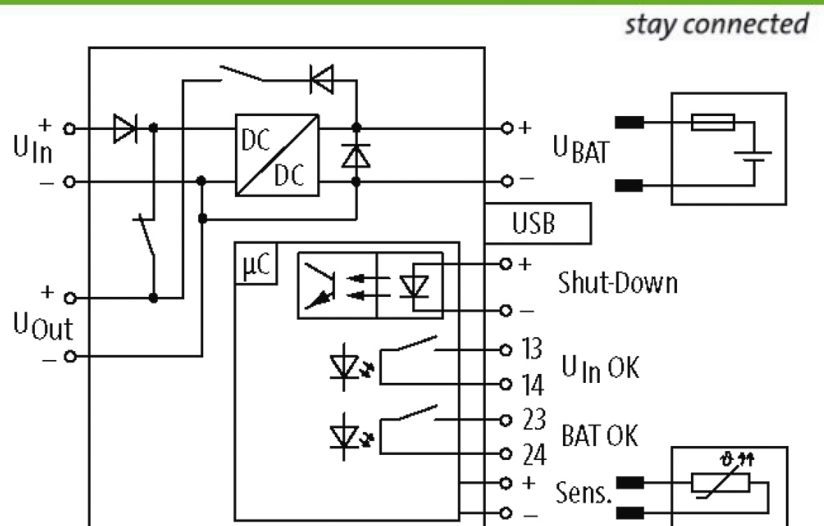 stay connected
+
U In
−
DC
DC
+
U BAT
−
USB
µC
+
Shut-Down
−
+
U Out
−
13
U In OK
14
23
BAT OK
24
+
Sens.
−
ϑ